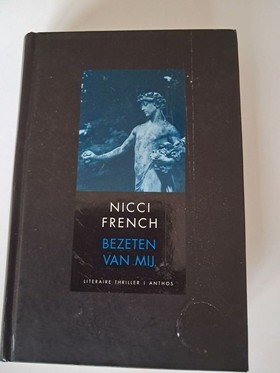 NICCI
FRENCH
BEZETEN
VAN MIJ
LITERAIRE THRILLER | ANTHOS